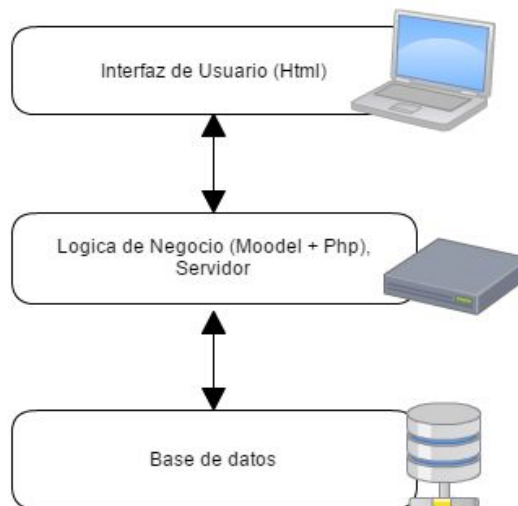 Interfaz de Usuario (Html)
Logica de Negocio (Moodel + Php),
Servidor
Base de datos